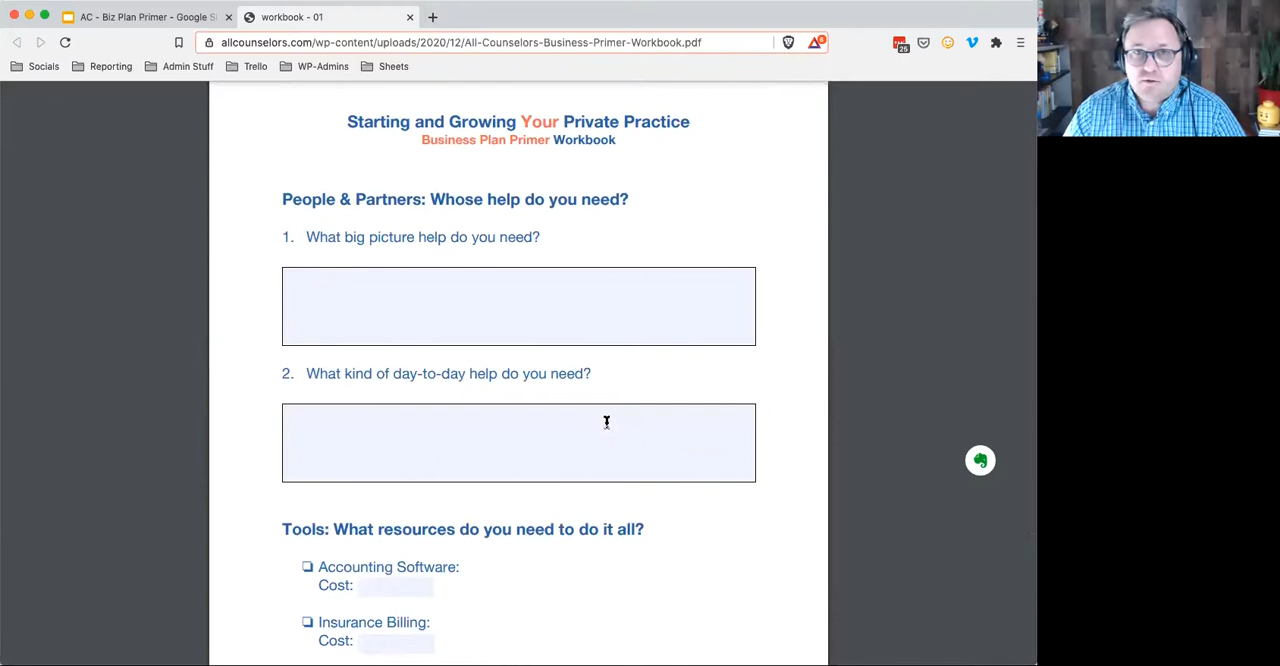 AC - Biz Plan Primer - Google Sl
workbook - 01
allcounselors.com/wp-content/uploads/2020/12/All-Counselors-Business-Primer-Workbook.pdf
6
25
Socials
Reporting
Admin Stuff
Trello
WP-Admins
Sheets
Starting and Growing Your Private Practice
Business Plan Primer Workbook
People & Partners: Whose help do you need?
1. What big picture help do you need?
2. What kind of day-to-day help do you need?
Tools: What resources do you need to do it all?
❏ Accounting Software:
Cost:
❏ Insurance Billing:
Cost: